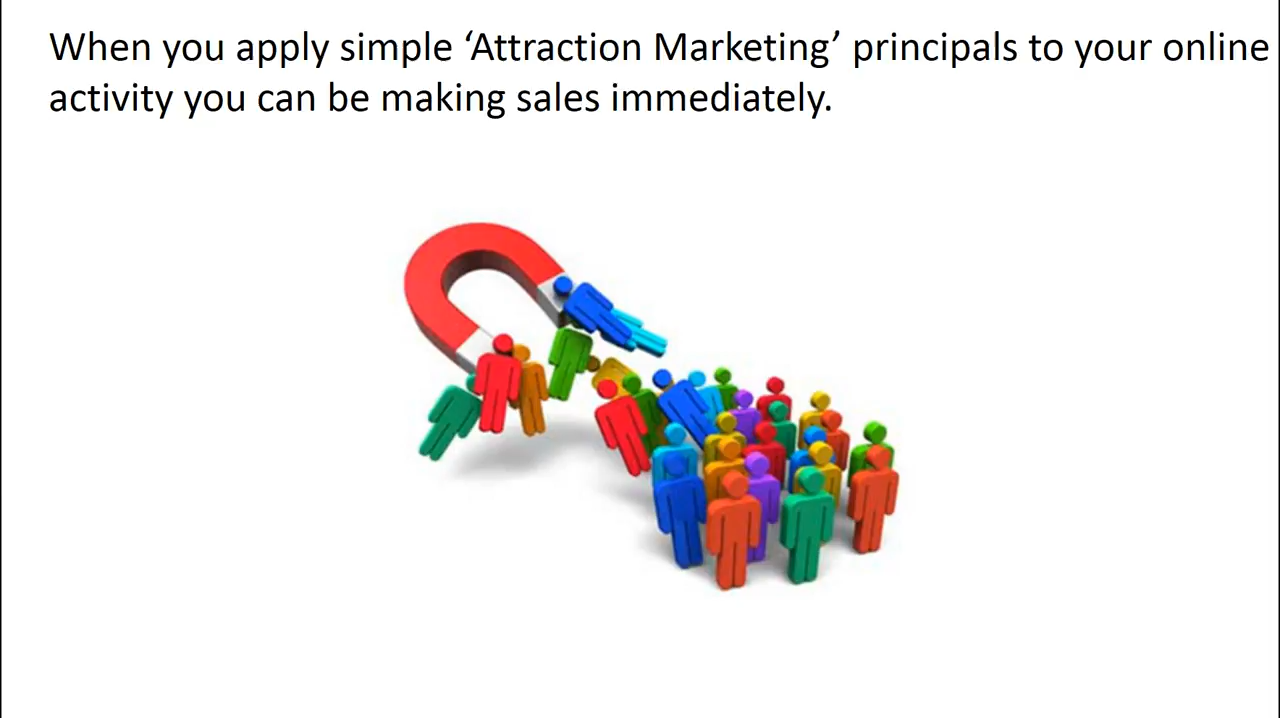 When you apply simple ‘Attraction Marketing’ principals to your online
activity you can be making sales immediately.